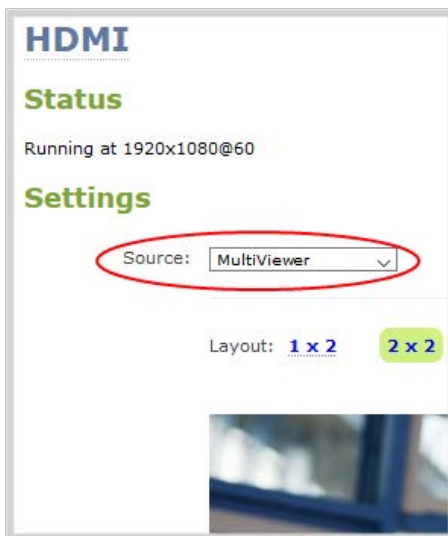 HDMI
Status
Running at 1920x1080@60
Settings
Source: MultiViewer
Layout: 1 x 2 2 x 2